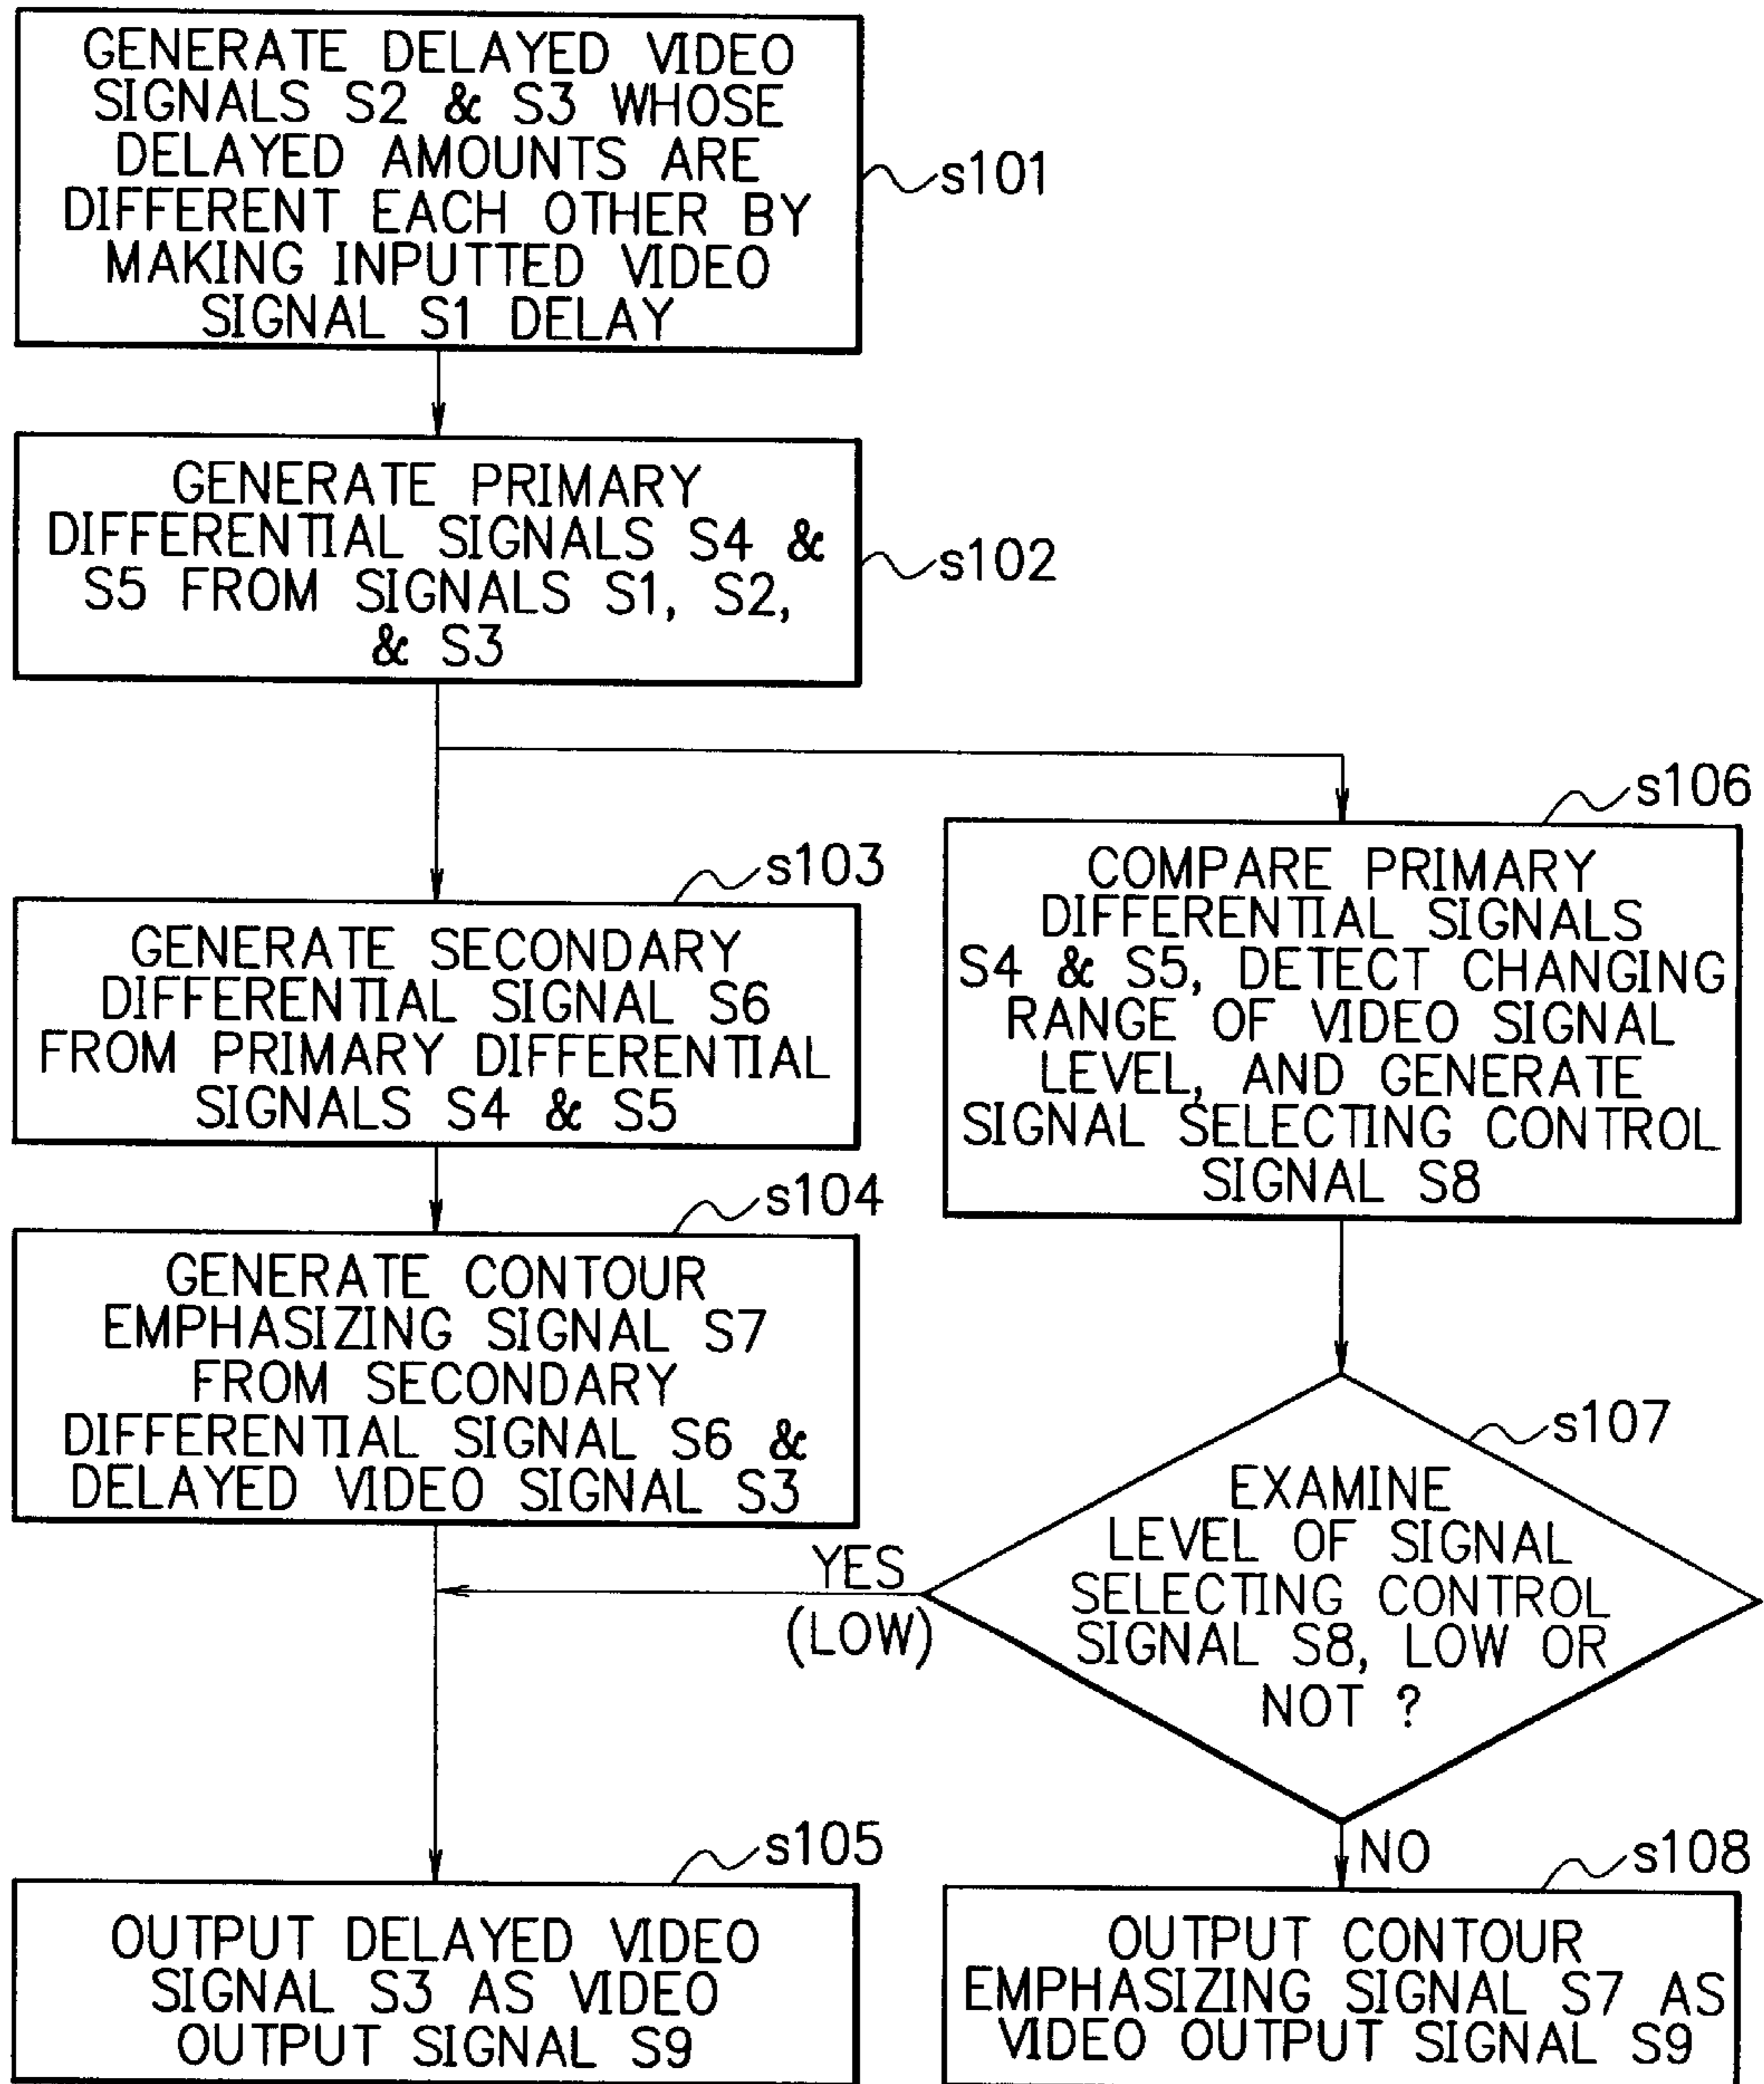 GENERATE DELAYED VIDEO
SIGNALS S2 & S3 WHOSE
DELAYED AMOUNTS ARE
DIFFERENT EACH OTHER BY
MAKING INPUTTED VIDEO
SIGNAL S1 DELAY
s101
GENERATE PRIMARY
DIFFERENTIAL SIGNALS S4 &
S5 FROM SIGNALS S1, S2,
& S3
s102
s103
GENERATE SECONDARY
DIFFERENTIAL SIGNAL S6
FROM PRIMARY DIFFERENTIAL
SIGNALS S4 & S5
s104
GENERATE CONTOUR
EMPHASIZING SIGNAL S7
FROM SECONDARY
DIFFERENTIAL SIGNAL S6 &
DELAYED VIDEO SIGNAL S3
s106
COMPARE PRIMARY
DIFFERENTIAL SIGNALS
S4 & S5, DETECT CHANGING
RANGE OF VIDEO SIGNAL
LEVEL, AND GENERATE
SIGNAL SELECTING CONTROL
SIGNAL S8
s107
EXAMINE
LEVEL OF SIGNAL
SELECTING CONTROL
SIGNAL S8, LOW OR
NOT ?
YES
(LOW)
NO
s105
OUTPUT DELAYED VIDEO
SIGNAL S3 AS VIDEO
OUTPUT SIGNAL S9
s108
OUTPUT CONTOUR
EMPHASIZING SIGNAL S7 AS
VIDEO OUTPUT SIGNAL S9